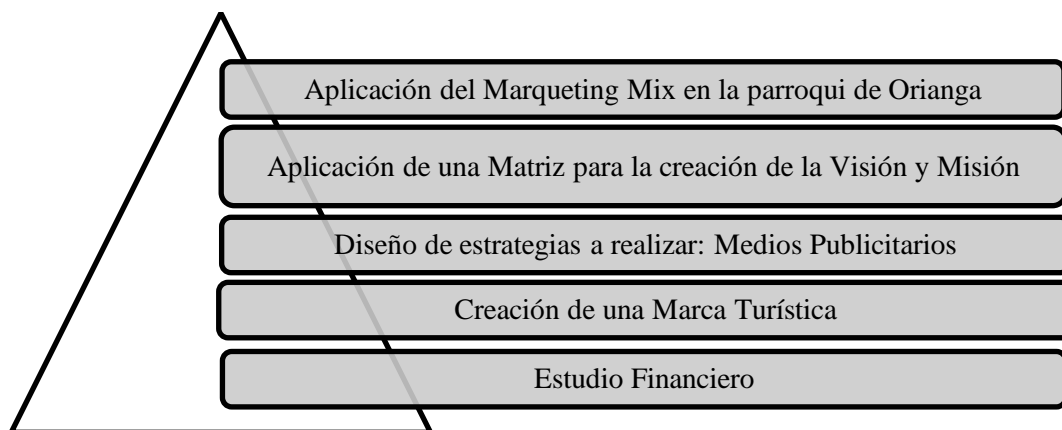 Aplicación del Marqueting Mix en la parroqui de Orianga
Aplicación de una Matriz para la creación de la Visión y Misión
Diseño de estrategias a realizar: Medios Publicitarios
Creación de una Marca Turística
Estudio Financiero